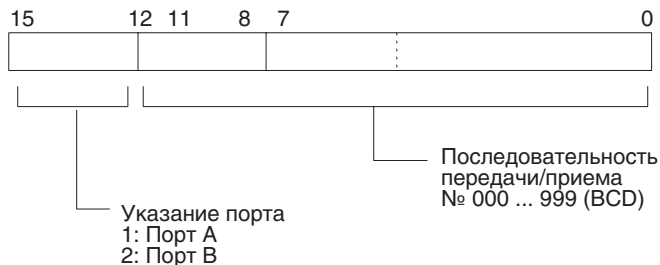 15 12 11 8 7 0
Последовательность
передачи/приема
№ 000 ... 999 (BCD)
Указание порта
1: Порт A
2: Порт B